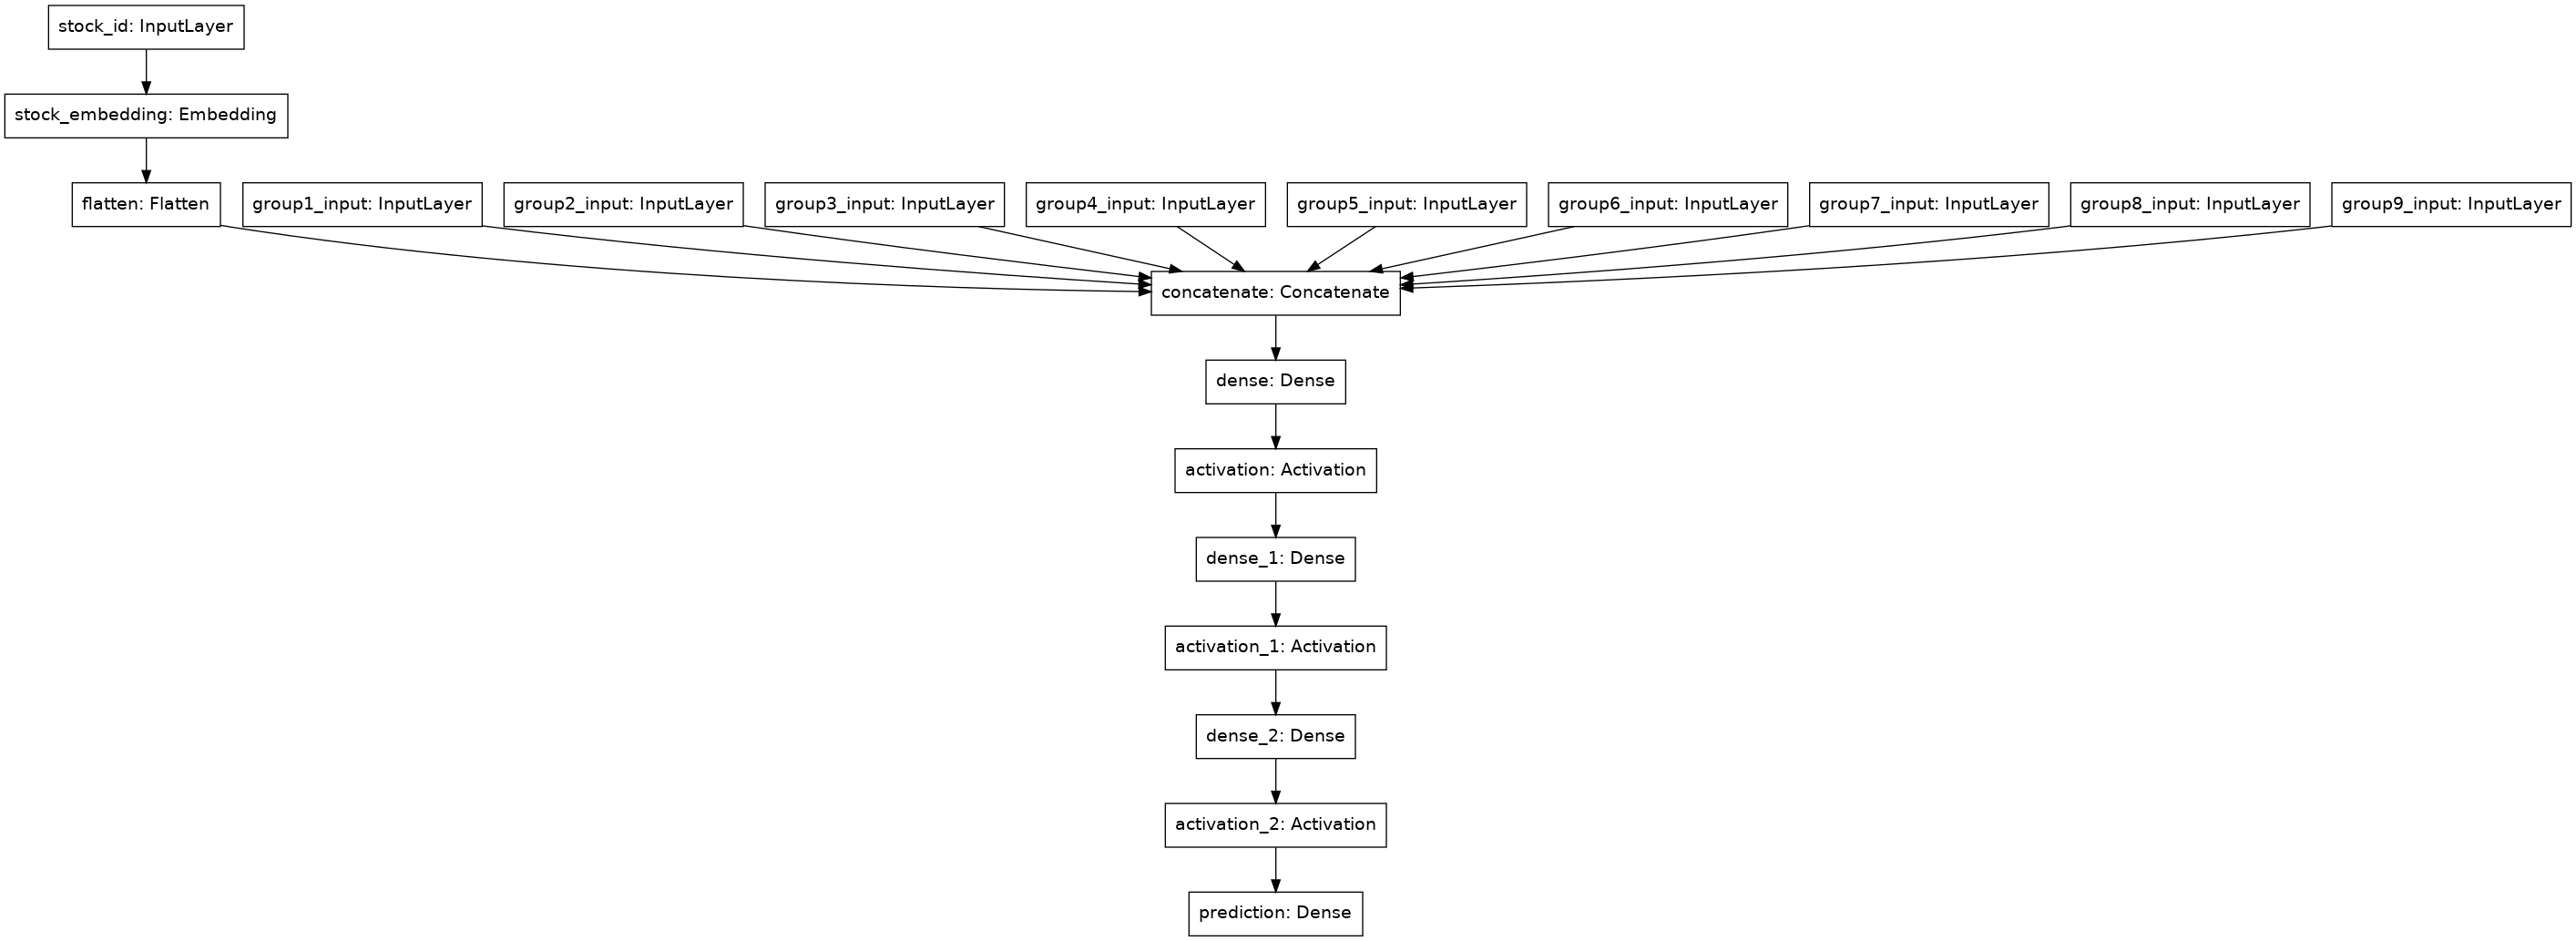 stock_id: InputLayer
stock_embedding: Embedding
flatten: Flatten
group1_input: InputLayer
group2_input: InputLayer
group3_input: InputLayer
group4_input: InputLayer
group5_input: InputLayer
group6_input: InputLayer
group7_input: InputLayer
group8_input: InputLayer
group9_input: InputLayer
concatenate: Concatenate
dense: Dense
activation: Activation
dense_1: Dense
activation_1: Activation
dense_2: Dense
activation_2: Activation
prediction: Dense